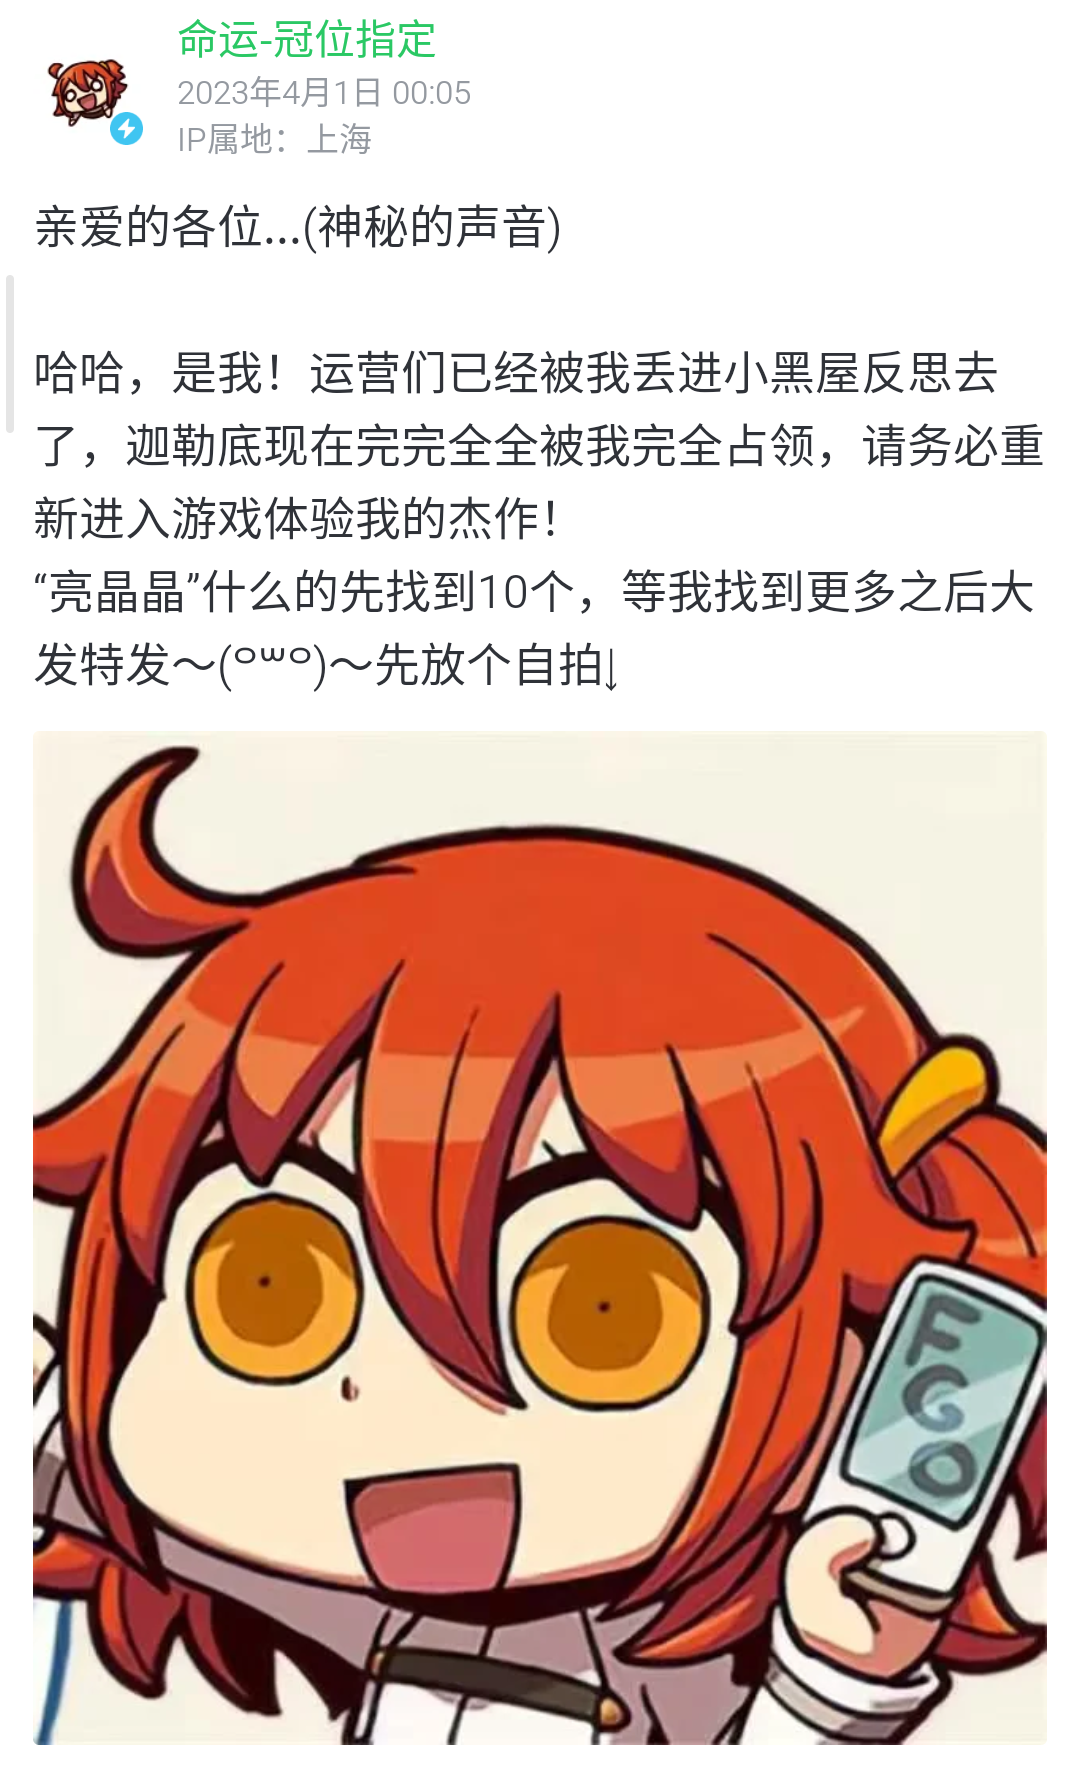 命运-冠位指定
2023年4月1日 00:05
IP属地：上海
亲爱的各位...(神秘的声音)
哈哈，是我！运营们已经被我丢进小黑屋反思去
了，迦勒底现在完完全全被我完全占领，请务必重
新进入游戏体验我的杰作！
“亮晶晶”什么的先找到10个，等我找到更多之后大
发特发～(ºʷº)～先放个自拍↓
FGO